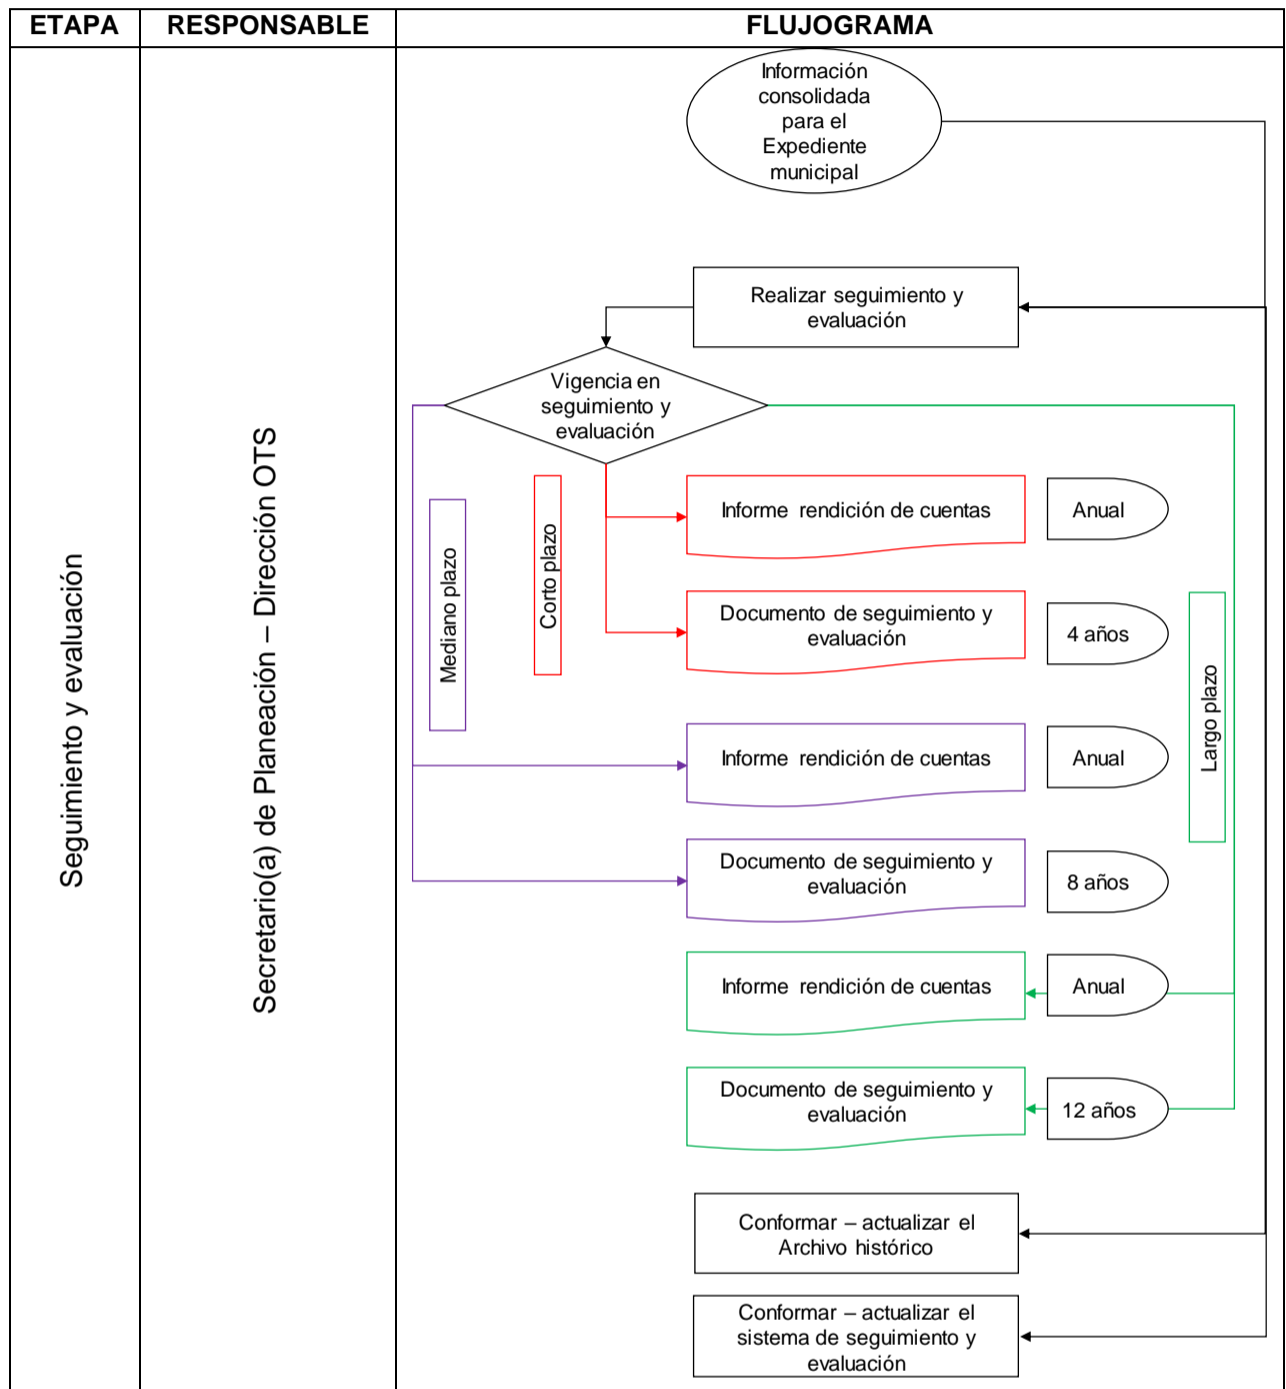 ETAPA
RESPONSABLE
FLUJOGRAMA
Seguimiento y evaluación
Secretario(a) de Planeación – Dirección OTS
Información
consolidada
para el
Expediente
municipal
Realizar seguimiento y
evaluación
Vigencia en
seguimiento y
evaluación
Mediano plazo
Corto plazo
Largo plazo
Informe rendición de cuentas
Anual
Documento de seguimiento y
evaluación
4 años
Informe rendición de cuentas
Anual
Documento de seguimiento y
evaluación
8 años
Informe rendición de cuentas
Anual
Documento de seguimiento y
evaluación
12 años
Conformar – actualizar el
Archivo histórico
Conformar – actualizar el
sistema de seguimiento y
evaluación